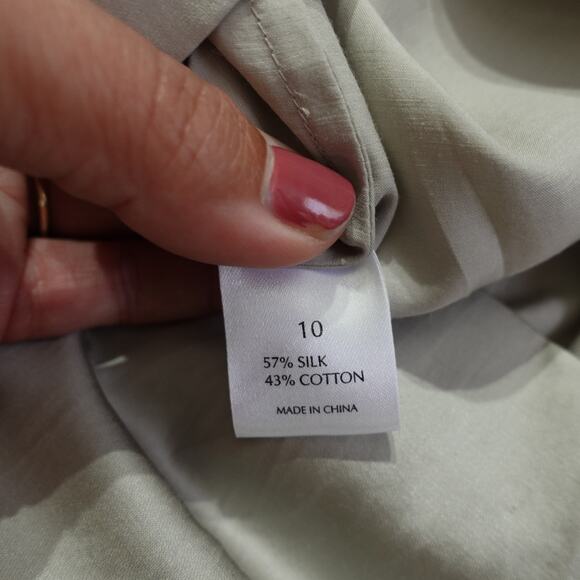 10
57% SILK
43% COTTON
MADE IN CHINA